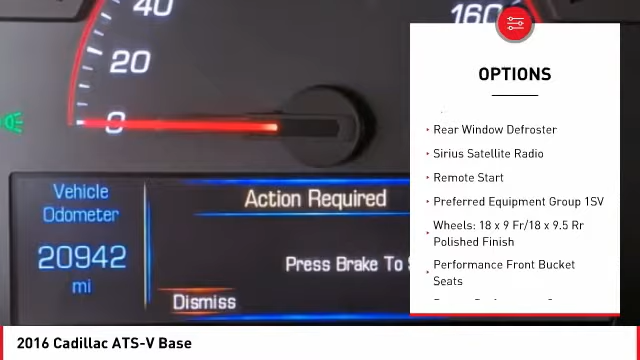 40
20
0
160
Vehicle
Odometer
20942
mi
Action Required
Press Brake To
Dismiss
OPTIONS
Rear Window Defroster
Sirius Satellite Radio
Remote Start
Preferred Equipment Group 1SV
Wheels: 18 x 9 Fr/18 x 9.5 Rr
Polished Finish
Performance Front Bucket
Seats
2016 Cadillac ATS-V Base